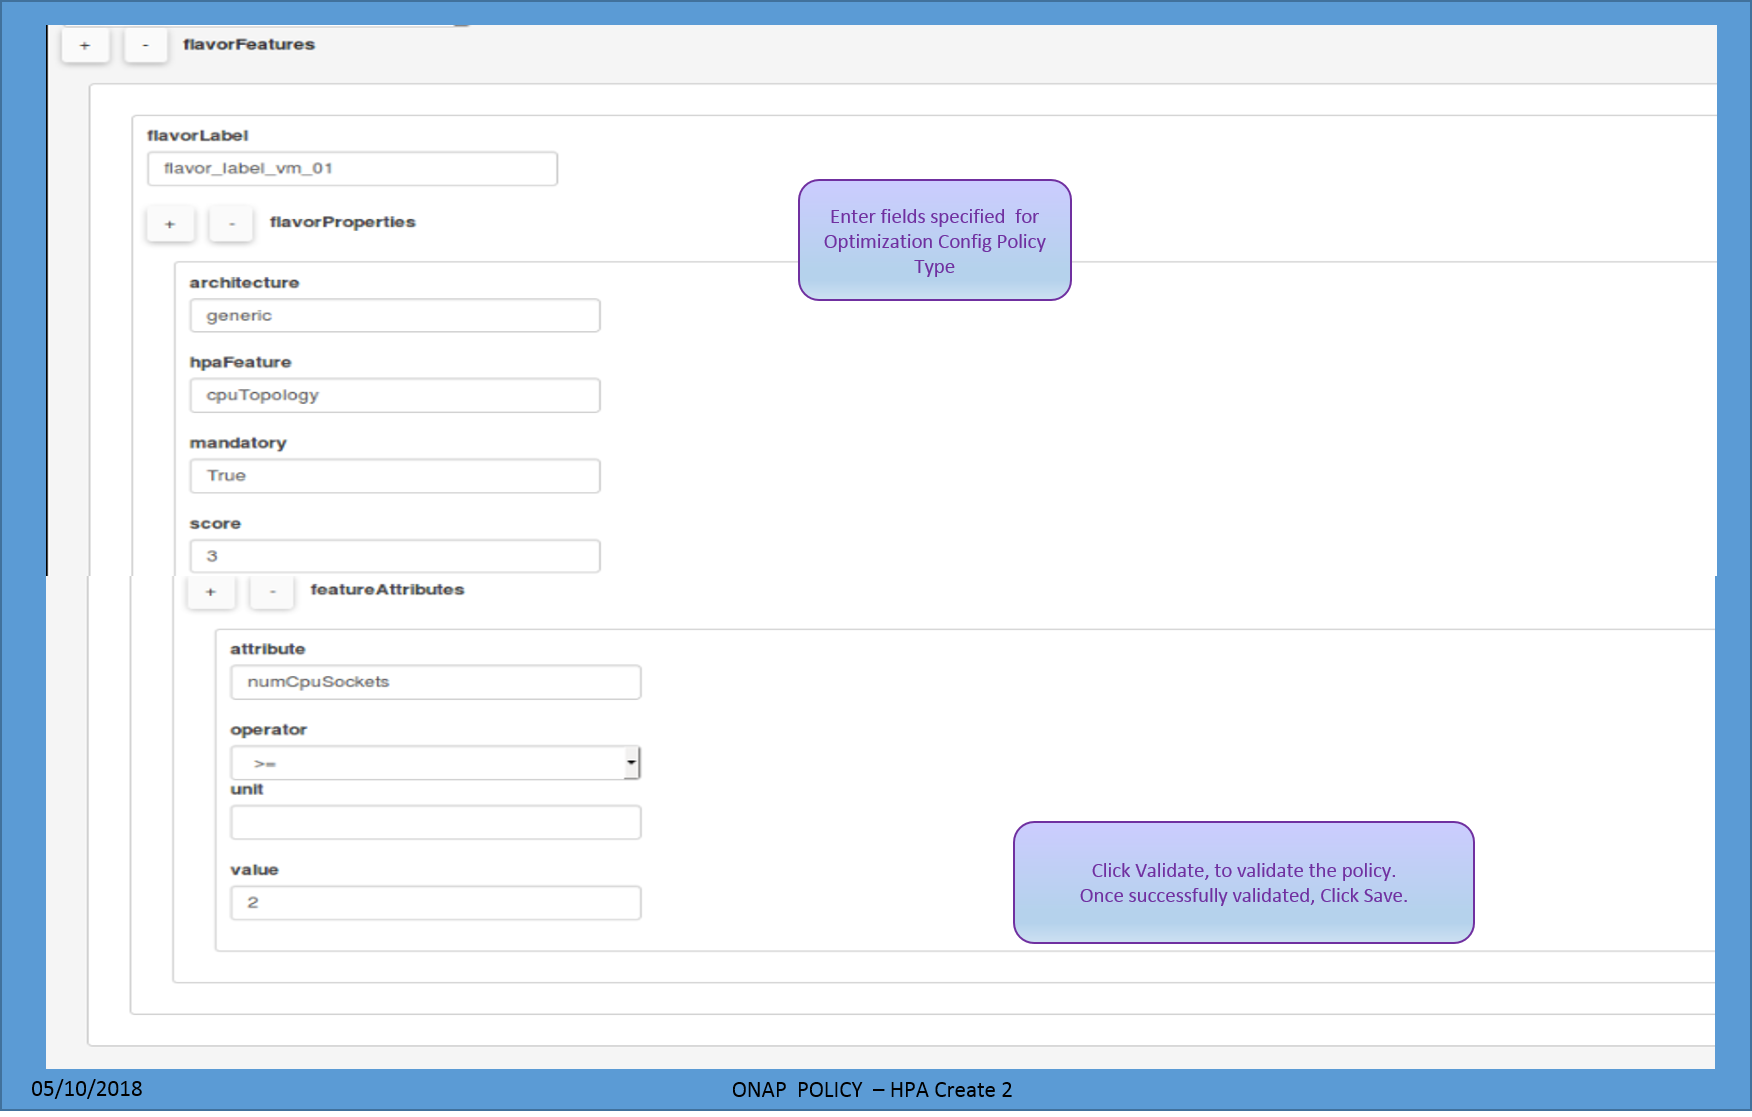 + - flavorFeatures
flavorLabel
flavor_label_vm_01
+ - flavorProperties
Enter fields specified  for
Optimization Config Policy
Type
architecture
generic
hpaFeature
cpuTopology
mandatory
True
score
3
+ - featureAttributes
attribute
numCpuSockets
operator
>=
unit
value
2
Click Validate, to validate the policy.
Once successfully validated, Click Save.
05/10/2018
ONAP  POLICY  – HPA Create 2